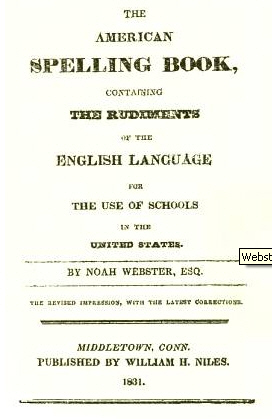 THE
AMERICAN
SPELLING BOOK,
CONTAINING
THE RUDIMENTS
OF THE
ENGLISH LANGUAGE
FOR
THE USE OF SCHOOLS
IN THE
UNITED STATES.
Webst
BY NOAH WEBSTER, ESQ.
THE REVISED IMPRESSION, WITH THE LATEST CORRECTIONS.
MIDDLETOWN, CONN.
PUBLISHED BY WILLIAM H. NILES.
1831.